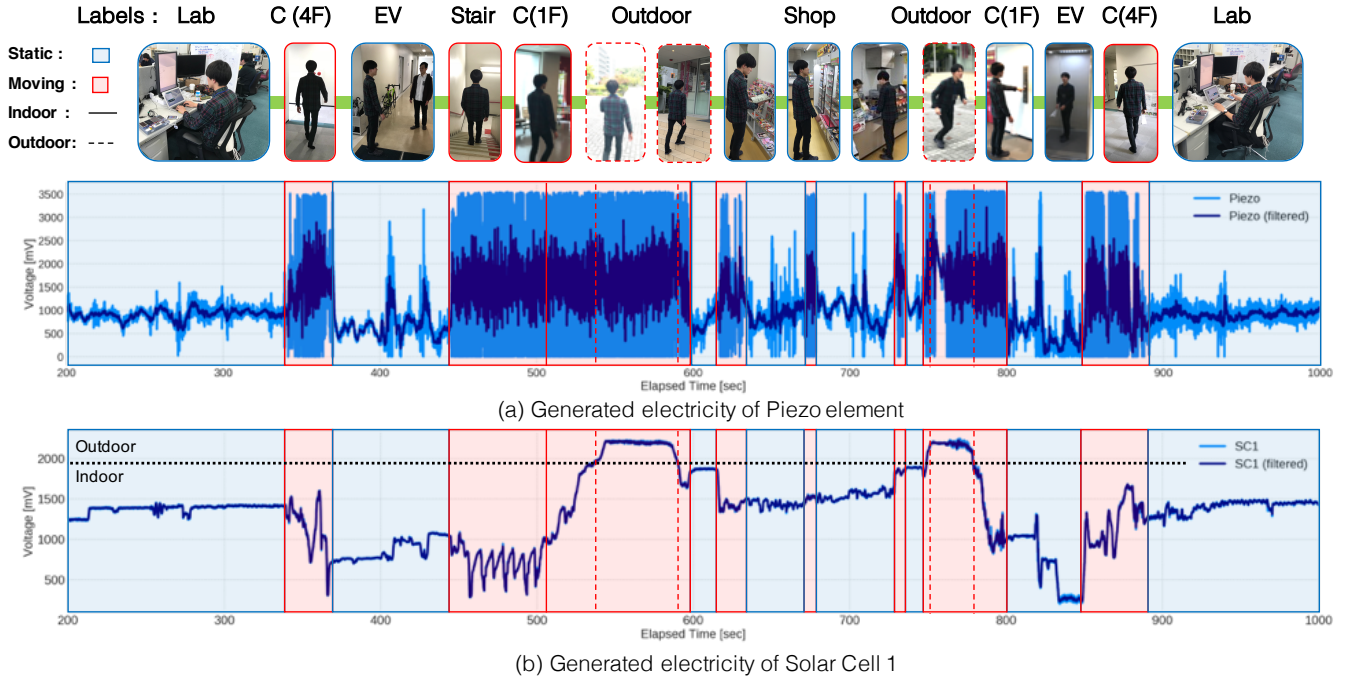 Labels : Lab C (4F) EV Stair C(1F) Outdoor Shop Outdoor C(1F) EV C(4F) Lab
Static :
Moving :
Indoor :
Outdoor:
3500
3000
2500
2000
1500
1000
500
0
Voltage [mV]
Piezo
Piezo (filtered)
200 300 400 500 600 700 800 900 1000
Elapsed Time [sec]
(a) Generated electricity of Piezo element
Outdoor
Indoor
2000
1500
1000
500
Voltage [mV]
SC1
SC1 (filtered)
200 300 400 500 600 700 800 900 1000
Elapsed Time [sec]
(b) Generated electricity of Solar Cell 1